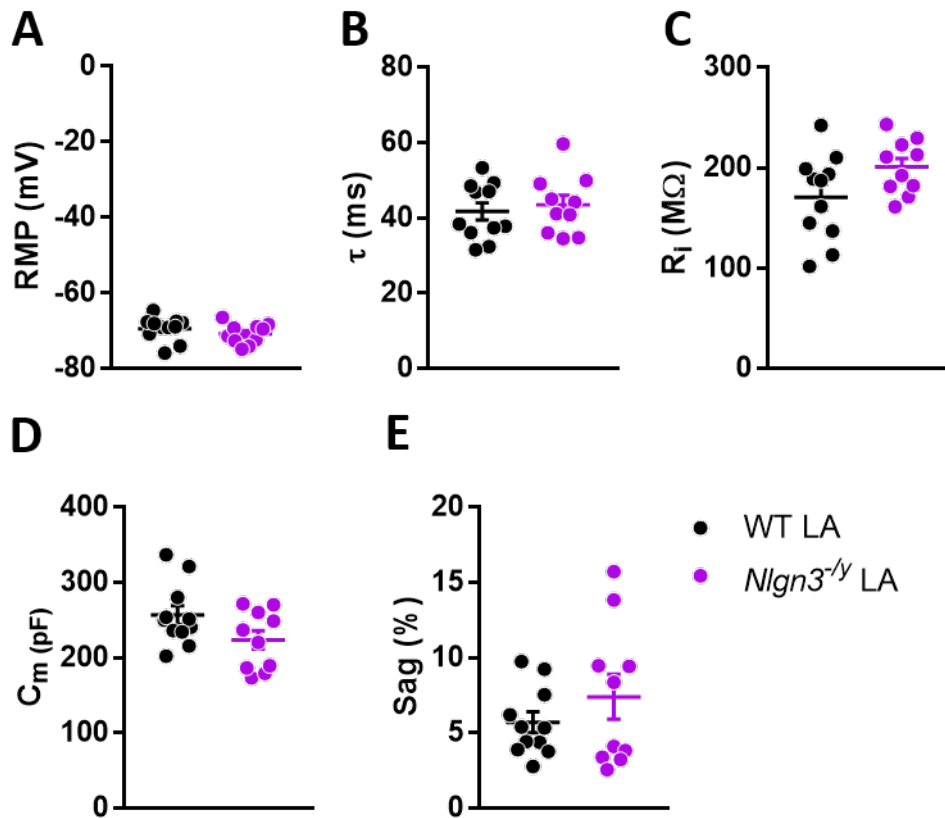 A
B
C
0
-20
-40
-60
-80
RMP (mV)
80
60
40
20
0
τ (ms)
300
200
100
0
Ri (MΩ)
D
E
400
300
200
100
0
Cm (pF)
20
15
10
5
0
Sag (%)
WT LA
Nlgn3-/y LA